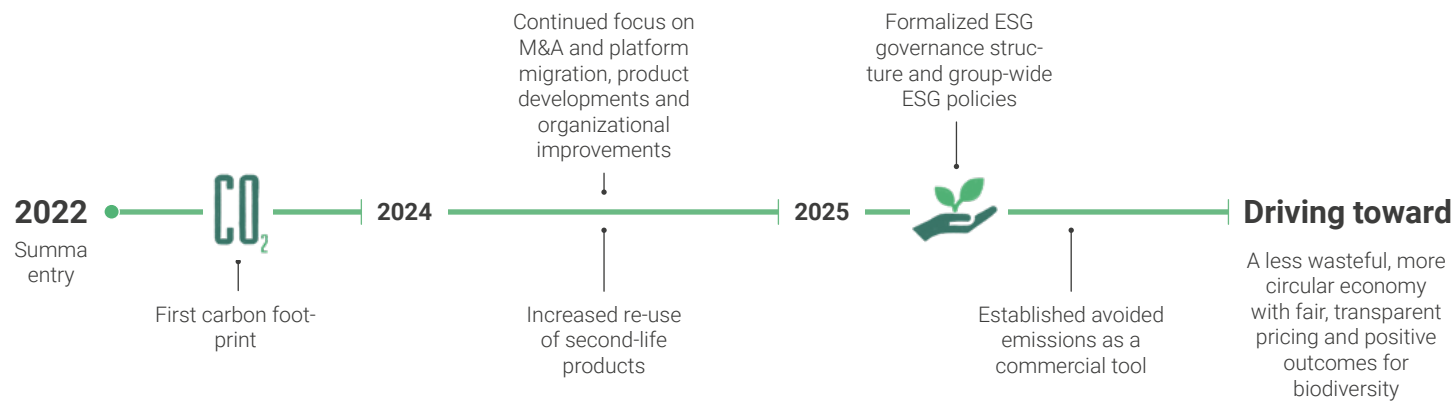 2022
Summa
entry
CO2
First carbon foot-
print
2024
Continued focus on
M&A and platform
migration, product
developments and
organizational
improvements
Increased re-use
of second-life
products
2025
Formalized ESG
governance struc-
ture and group-wide
ESG policies
Established avoided
emissions as a
commercial tool
Driving toward
A less wasteful, more
circular economy
with fair, transparent
pricing and positive
outcomes for
biodiversity